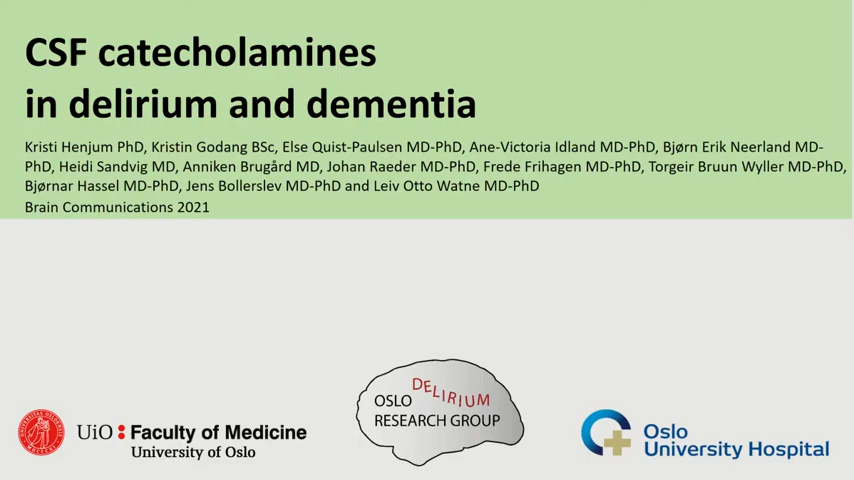 CSF catecholamines
in delirium and dementia
Kristi Henjum PhD, Kristin Godang BSc, Else Quist-Paulsen MD-PhD, Ane-Victoria Idland MD-PhD, Bjørn Erik Neerland MD-
PhD, Heidi Sandvig MD, Anniken Brugård MD, Johan Raeder MD-PhD, Frede Frihagen MD-PhD, Torgeir Bruun Wyller MD-PhD,
Bjørnar Hassel MD-PhD, Jens Bollerslev MD-PhD and Leiv Otto Watne MD-PhD
Brain Communications 2021
UiO Faculty of Medicine
University of Oslo
OSLO DELIRIUM
RESEARCH GROUP
Oslo
University Hospital